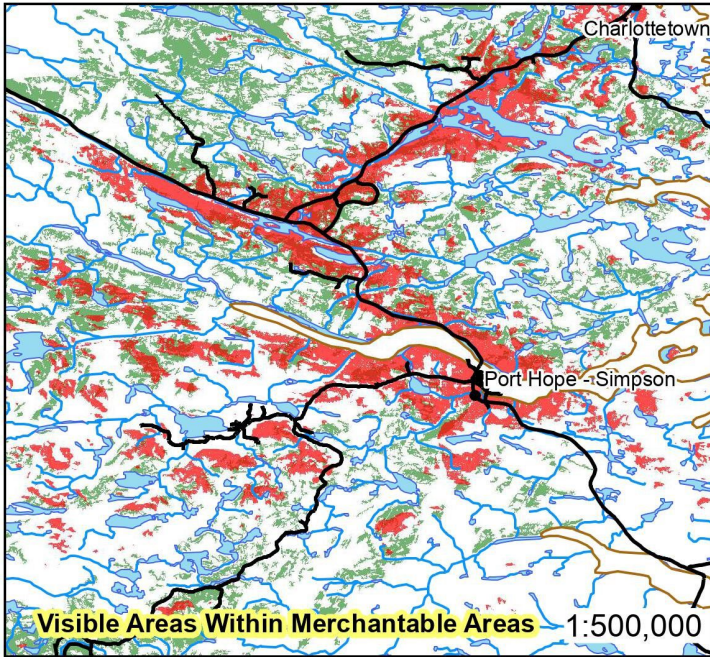 Charlottetown
Port Hope - Simpson
Visible Areas Within Merchantable Areas 1:500,000